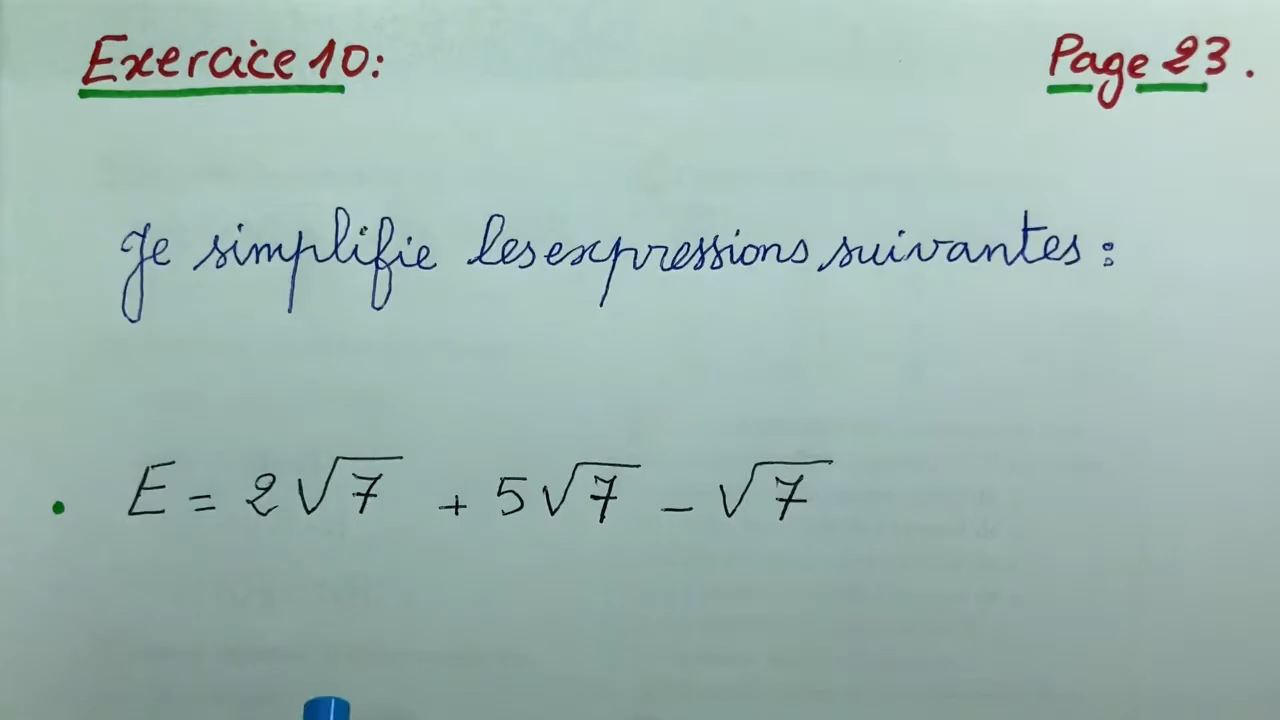 Exercice 10: Page 23.
Je simplifie les expressions suivantes :
• E = 2√7 + 5√7 - √7